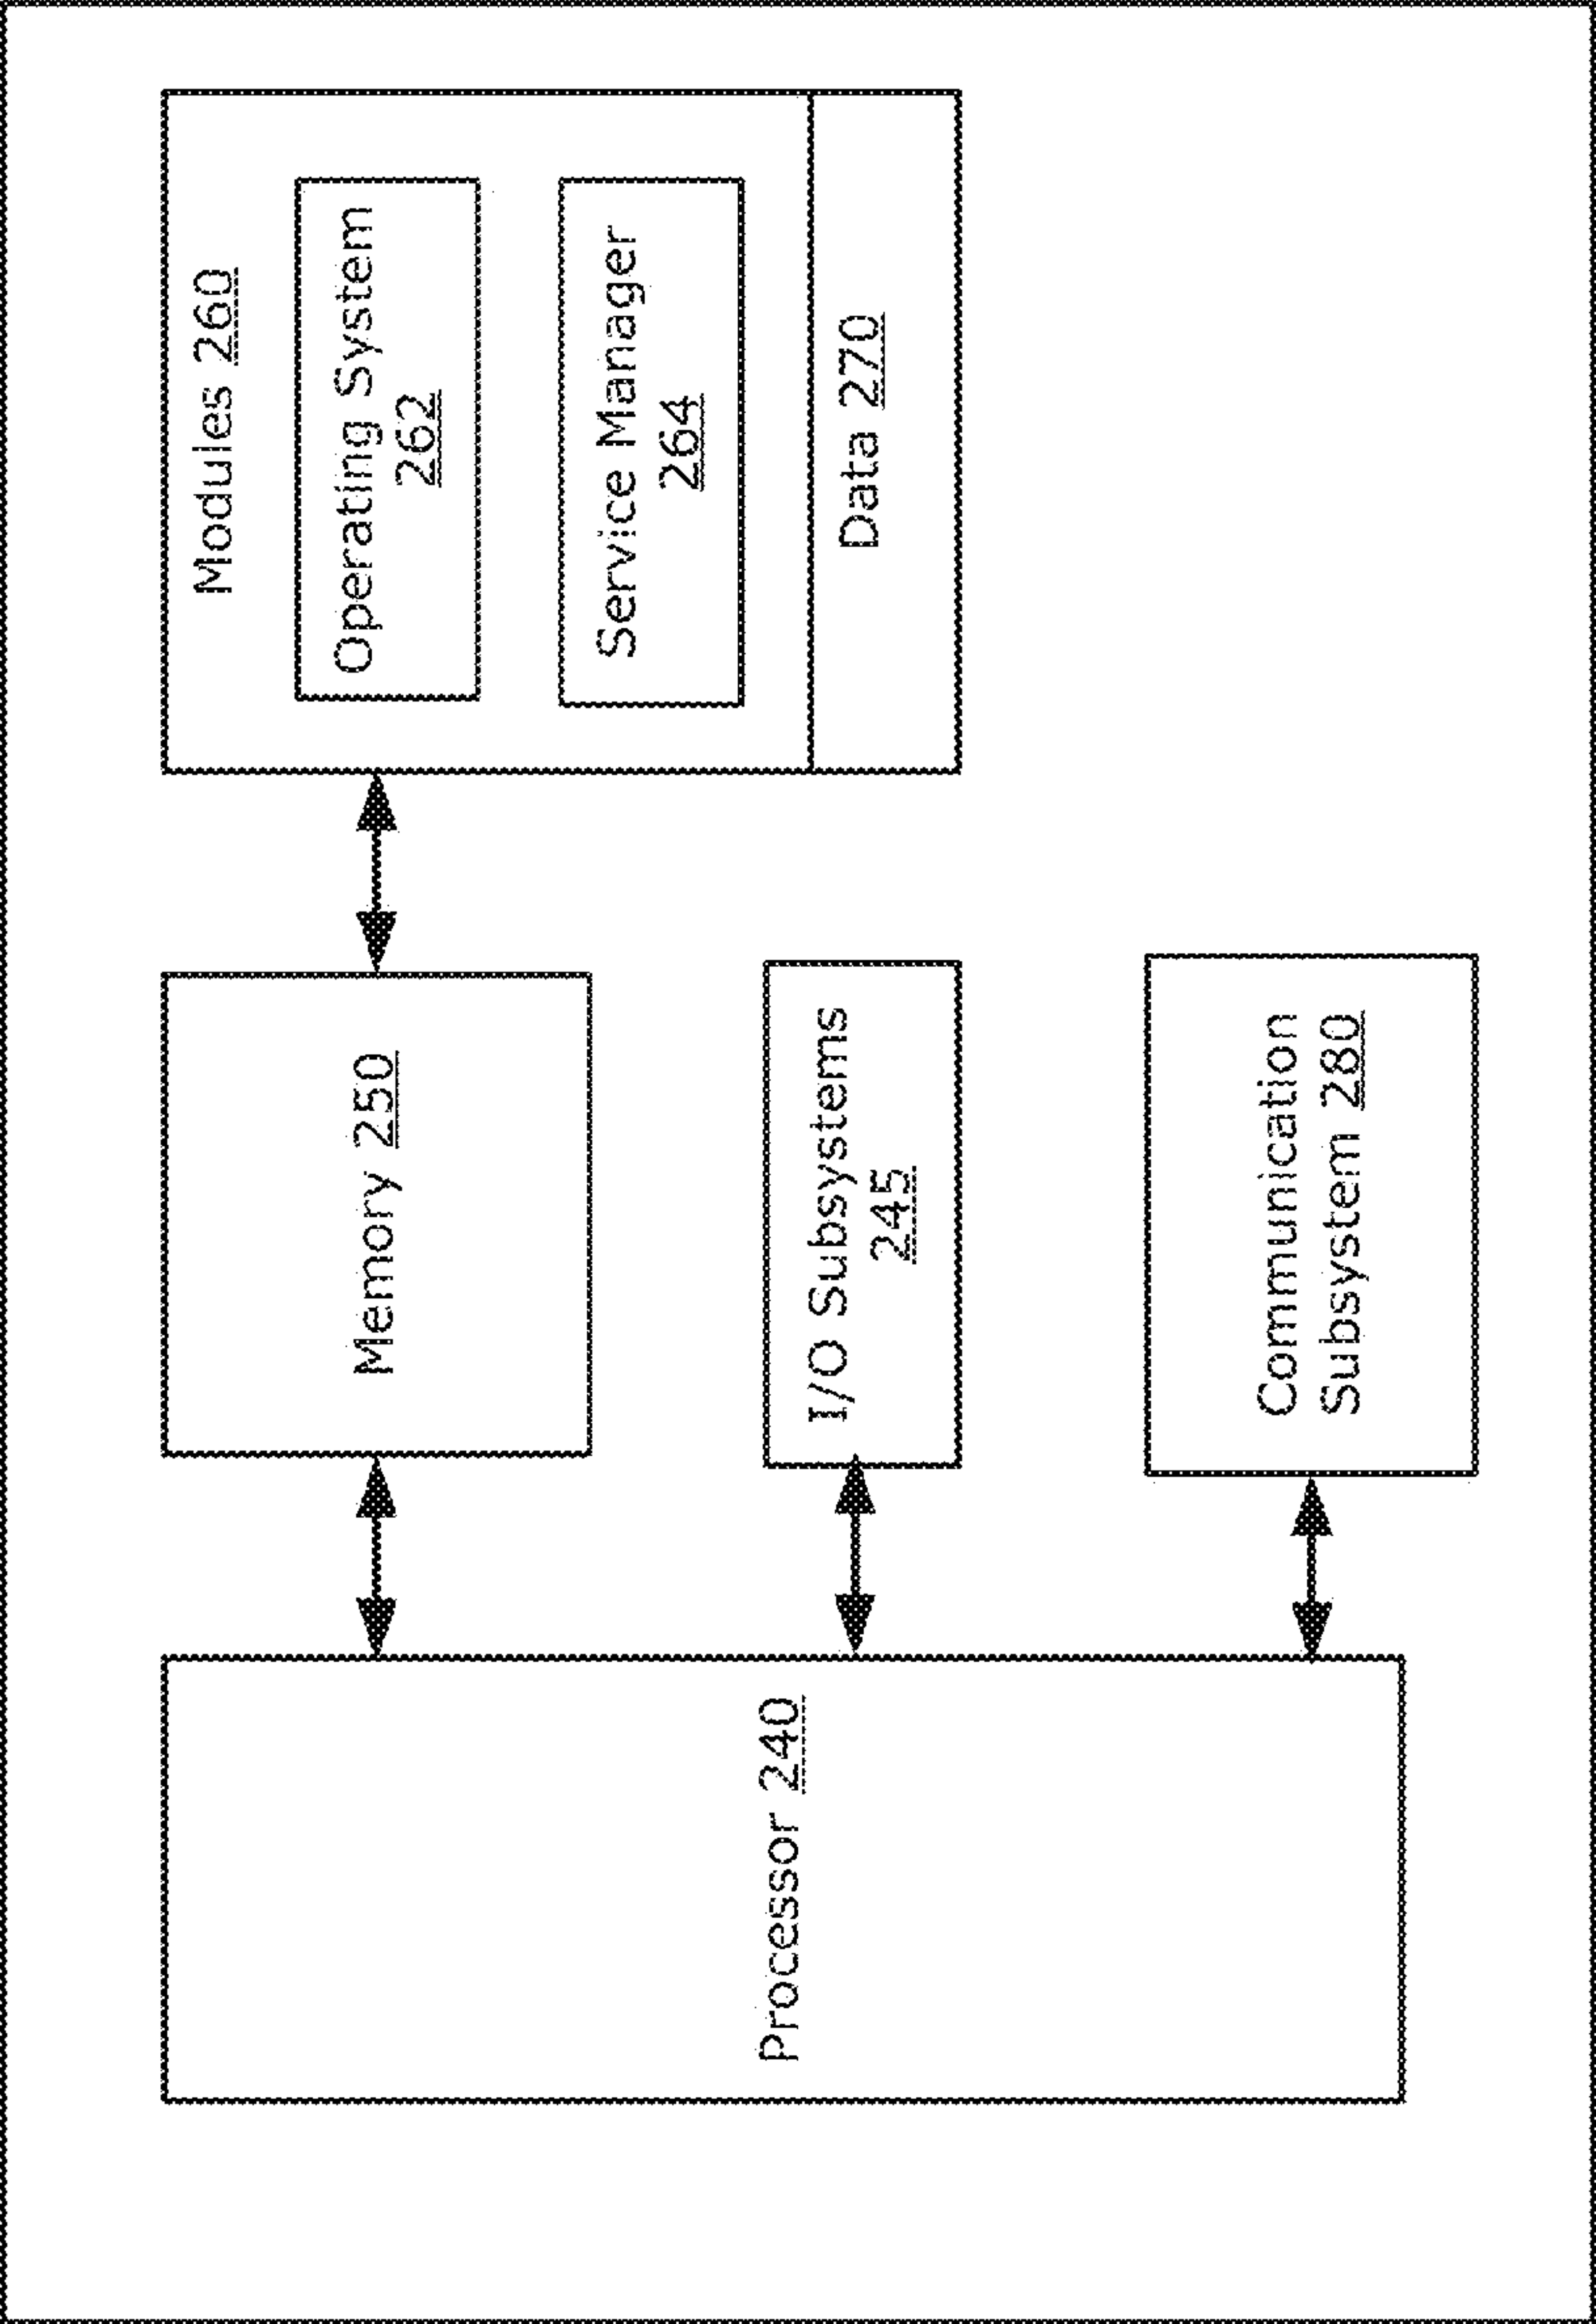 Processor 240
Memory 250
I/O Subsystems
245
Communication
Subsystem 280
Modules 260
Operating System
262
Service Manager
264
Data 270